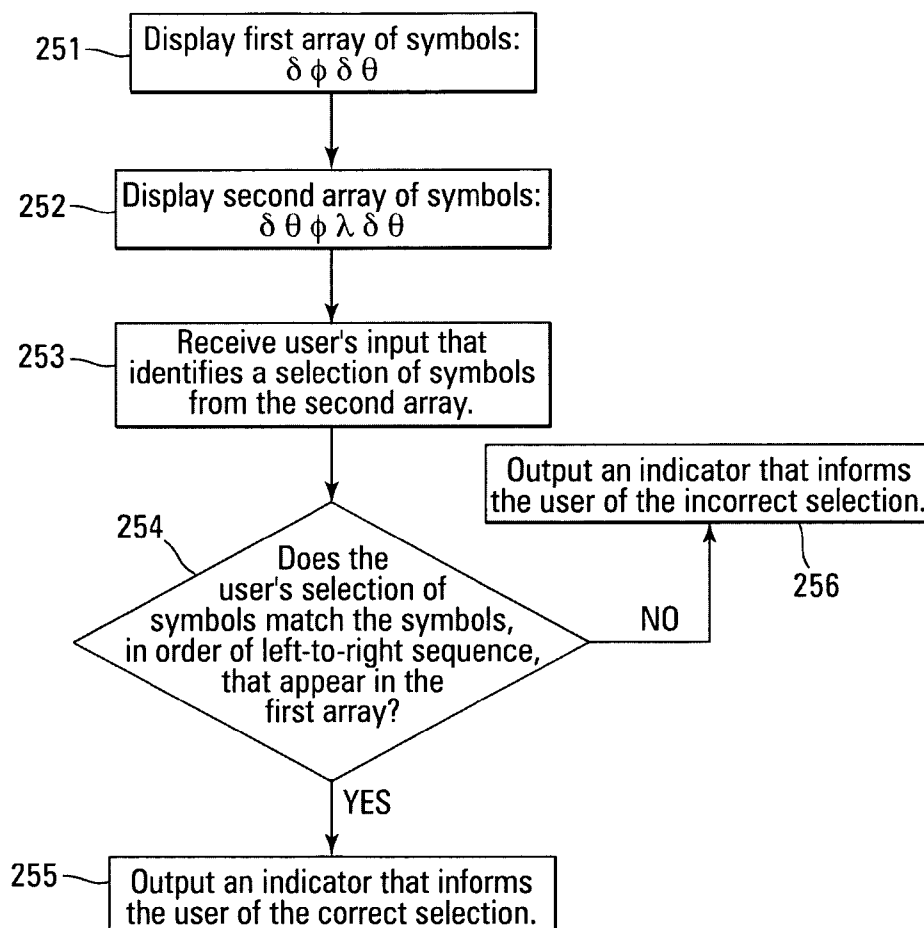 251
Display first array of symbols:
δ ϕ δ θ
252
Display second array of symbols:
δ θ ϕ λ δ θ
253
Receive user's input that
identifies a selection of symbols
from the second array.
254
Does the
user's selection of
symbols match the symbols,
in order of left-to-right sequence,
that appear in the
first array?
NO
Output an indicator that informs
the user of the incorrect selection.
256
YES
255
Output an indicator that informs
the user of the correct selection.